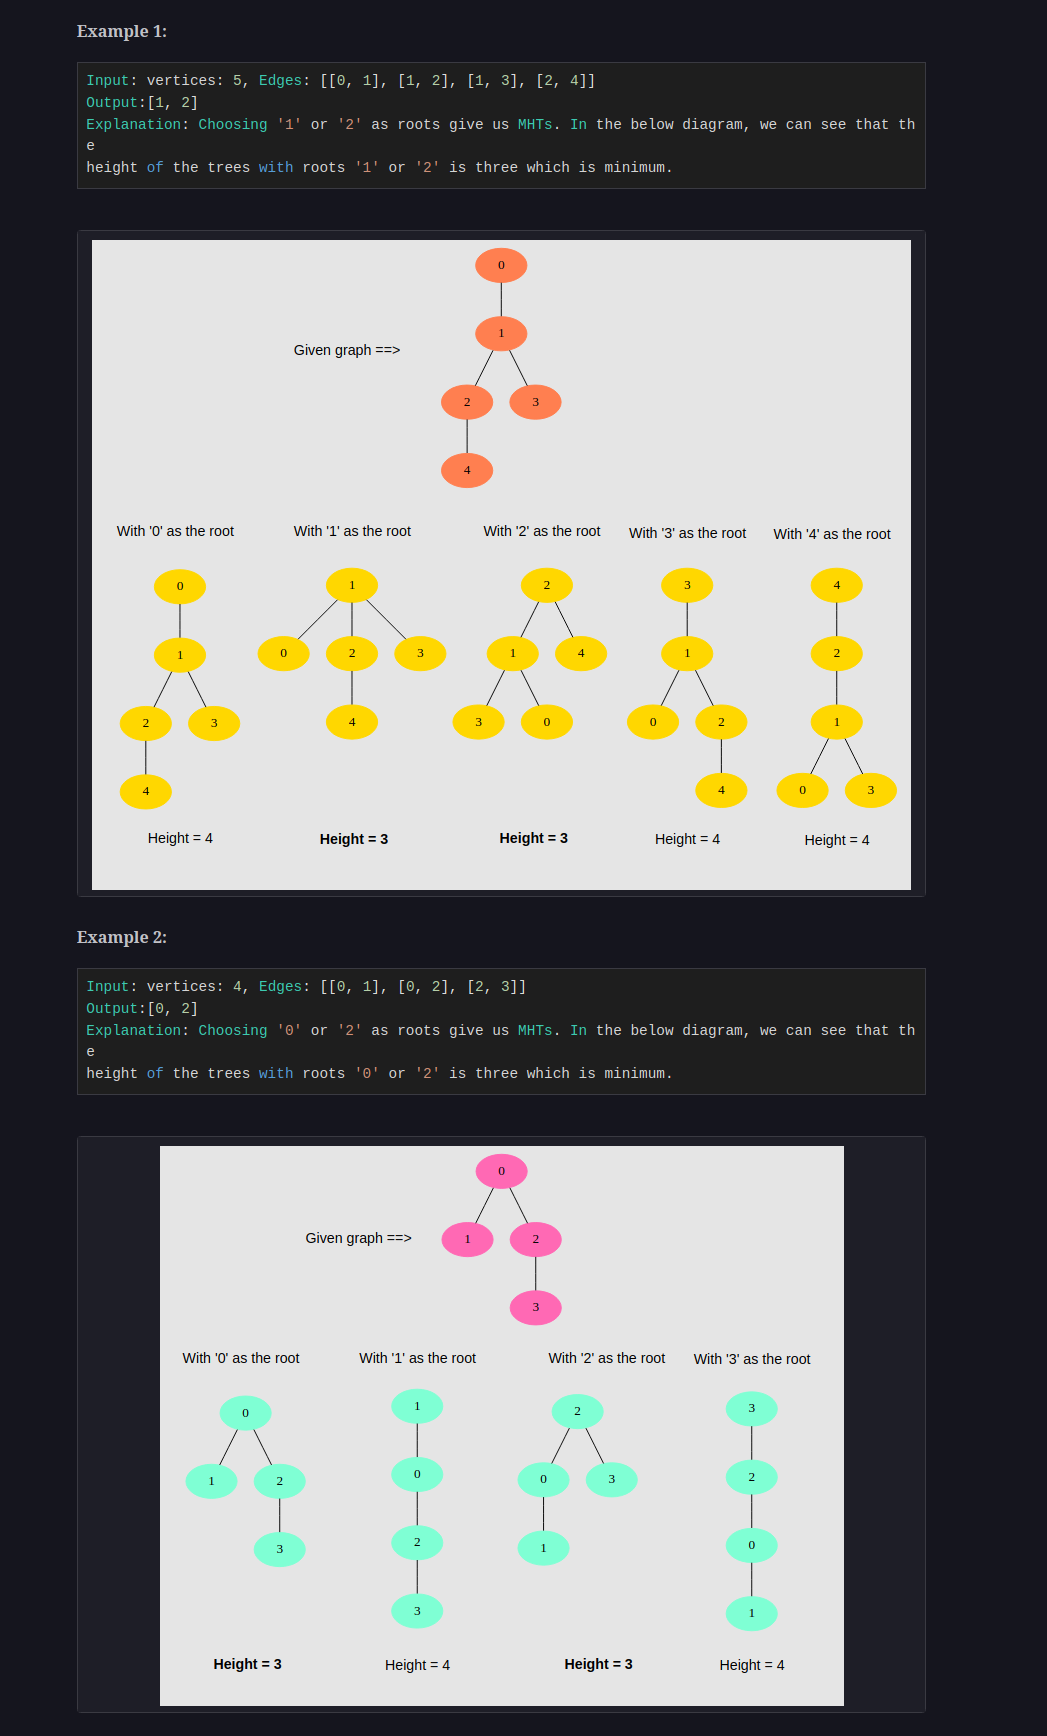 Example 1:
Input: vertices: 5, Edges: [[0, 1], [1, 2], [1, 3], [2, 4]]
Output:[1, 2]
Explanation: Choosing '1' or '2' as roots give us MHTs. In the below diagram, we can see that th
e
height of the trees with roots '1' or '2' is three which is minimum.
0
1
Given graph ==>
2 3
4
With '0' as the root With '1' as the root With '2' as the root With '3' as the root With '4' as the root
0 1 2 3 4
1 0 2 3 1 4 1 2
2 3 4 3 0 0 2 1
4 4 0 3
Height = 4 Height = 3 Height = 3 Height = 4 Height = 4
Example 2:
Input: vertices: 4, Edges: [[0, 1], [0, 2], [2, 3]]
Output:[0, 2]
Explanation: Choosing '0' or '2' as roots give us MHTs. In the below diagram, we can see that th
e
height of the trees with roots '0' or '2' is three which is minimum.
0
Given graph ==> 1 2
3
With '0' as the root With '1' as the root With '2' as the root With '3' as the root
0 1 2 3
1 2 0 0 3 2
3 2 1 0
3 1
Height = 3 Height = 4 Height = 3 Height = 4